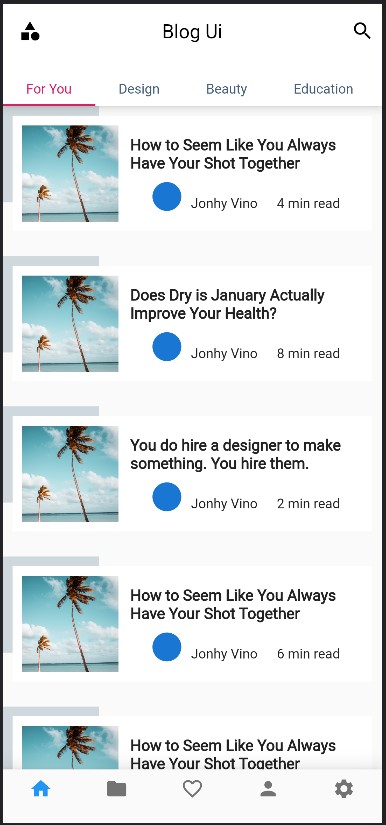 Blog Ui
For You Design Beauty Education
How to Seem Like You Always
Have Your Shot Together
Jonhy Vino 4 min read
Does Dry is January Actually
Improve Your Health?
Jonhy Vino 8 min read
You do hire a designer to make
something. You hire them.
Jonhy Vino 2 min read
How to Seem Like You Always
Have Your Shot Together
Jonhy Vino 6 min read
How to Seem Like You Always
Have Your Shot Together